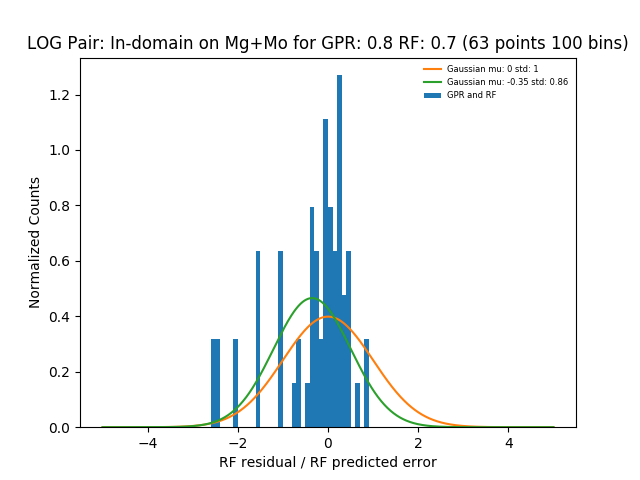 LOG Pair: In-domain on Mg+Mo for GPR: 0.8 RF: 0.7 (63 points 100 bins)
Gaussian mu: 0 std: 1
Gaussian mu: -0.35 std: 0.86
GPR and RF
Normalized Counts
1.2
1.0
0.8
0.6
0.4
0.2
0.0
−4 −2 0 2 4
RF residual / RF predicted error